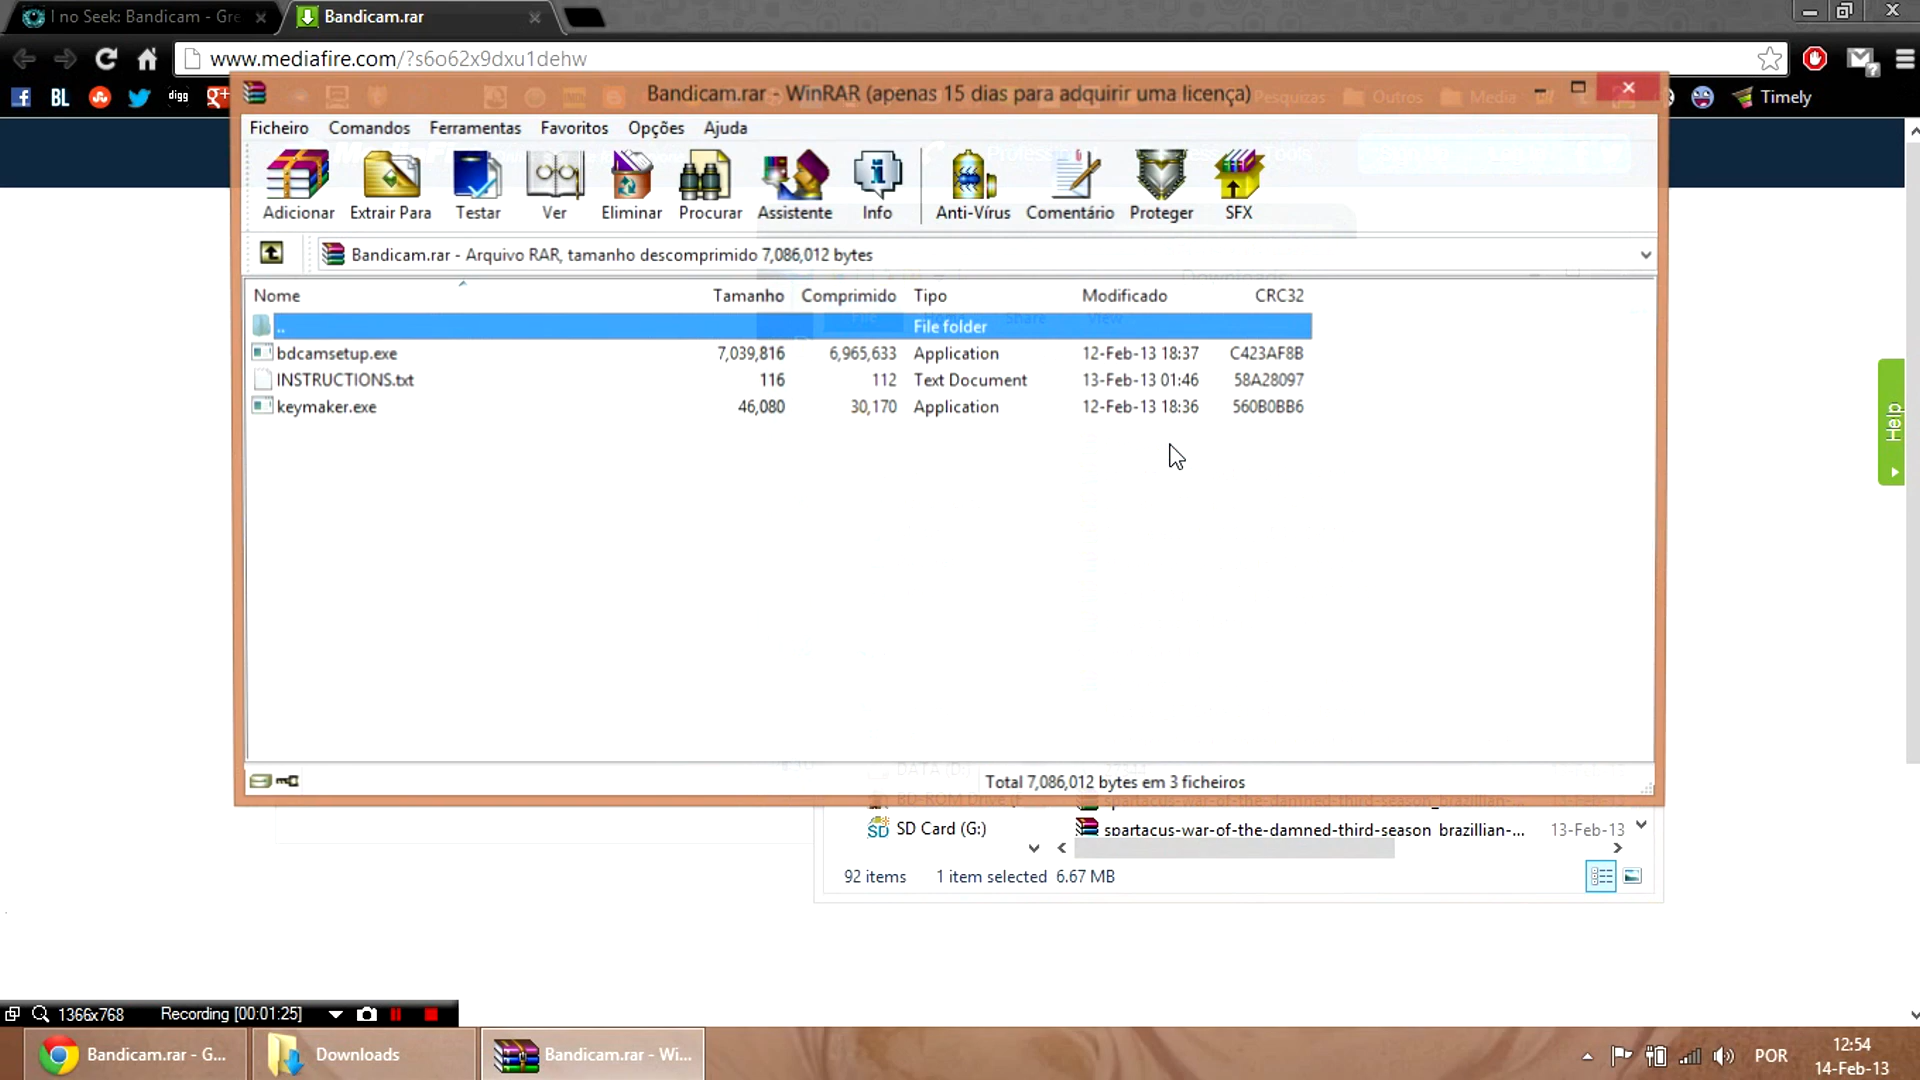 I no Seek: Bandicam - Gre
Bandicam.rar
www.mediafire.com/?s6o62x9dxu1dehw
BL
digg
Pesquizas
Outros
Media
Timely
Bandicam.rar - WinRAR (apenas 15 dias para adquirir uma licença)
Ficheiro Comandos Ferramentas Favoritos Opções Ajuda
Adicionar Extrair Para Testar Ver Eliminar Procurar Assistente Info Anti-Vírus Comentário Proteger SFX
Bandicam.rar - Arquivo RAR, tamanho descomprimido 7,086,012 bytes
Nome Tamanho Comprimido Tipo Modificado CRC32
.. File folder
bdcamsetup.exe 7,039,816 6,965,633 Application 12-Feb-13 18:37 C423AF8B
INSTRUCTIONS.txt 116 112 Text Document 13-Feb-13 01:46 58A28097
keymaker.exe 46,080 30,170 Application 12-Feb-13 18:36 560B0BB6
Help
Total 7,086,012 bytes em 3 ficheiros
SD Card (G:) spartacus-war-of-the-damned-third-season_brazillian-... 13-Feb-13
92 items 1 item selected 6.67 MB
1366x768 Recording [00:01:25]
Bandicam.rar - G...
Downloads
Bandicam.rar - Wi...
POR
12:54
14-Feb-13